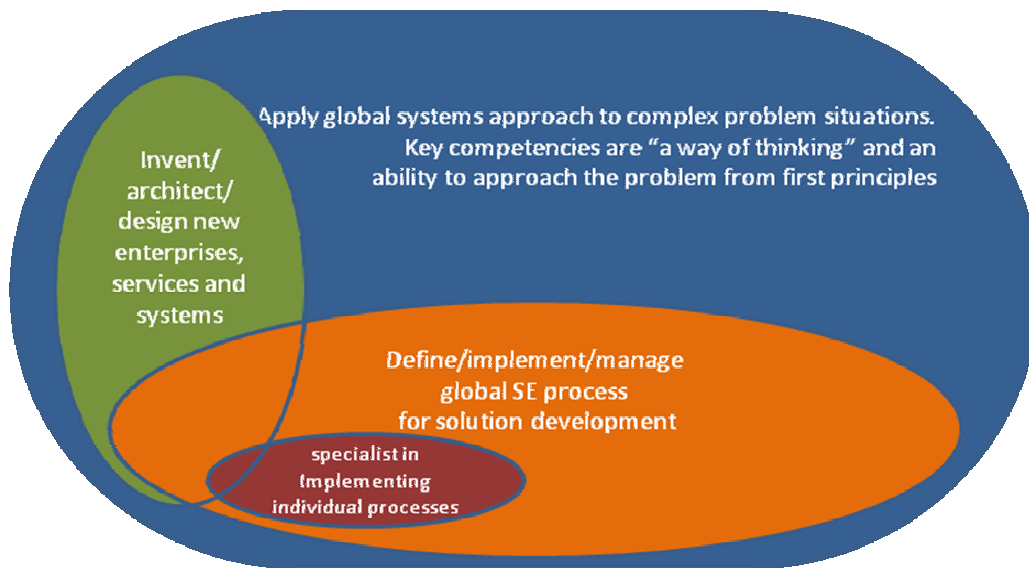 Apply global systems approach to complex problem situations.
Key competencies are “a way of thinking” and an
ability to approach the problem from first principles
Invent/
architect/
design new
enterprises,
services and
systems
Define/implement/manage
global SE process
for solution development
specialist in
Implementing
individual processes